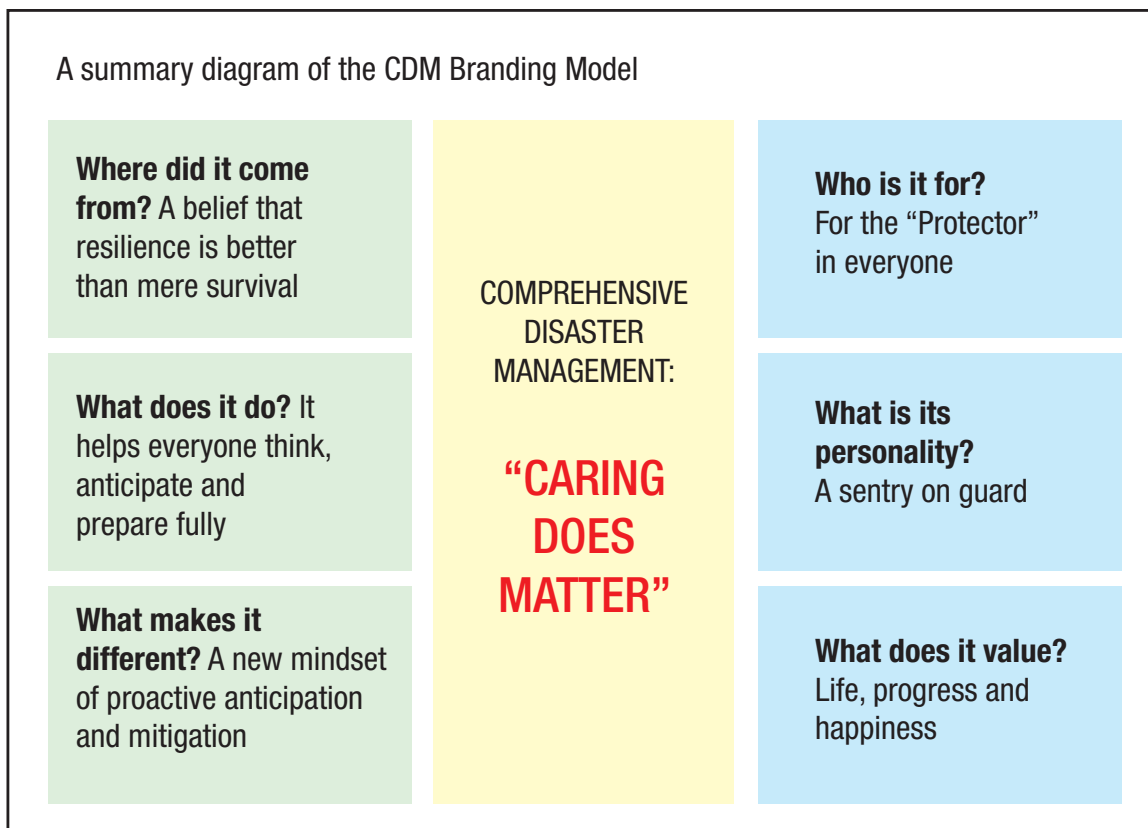 A summary diagram of the CDM Branding Model
Where did it come
from? A belief that
resilience is better
than mere survival
What does it do? It
helps everyone think,
anticipate and
prepare fully
What makes it
different? A new mindset
of proactive anticipation
and mitigation
COMPREHENSIVE
DISASTER
MANAGEMENT:
“CARING
DOES
MATTER”
Who is it for?
For the “Protector”
in everyone
What is its
personality?
A sentry on guard
What does it value?
Life, progress and
happiness